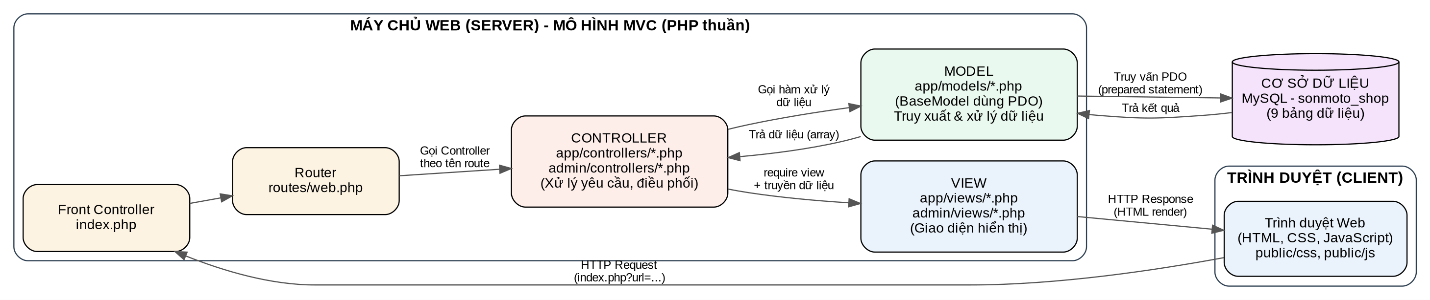 MÁY CHỦ WEB (SERVER) - MÔ HÌNH MVC (PHP thuần)
Front Controller
index.php
Router
routes/web.php
Gọi Controller
theo tên route
CONTROLLER
app/controllers/*.php
admin/controllers/*.php
(Xử lý yêu cầu, điều phối)
Gọi hàm xử lý
dữ liệu
Trả dữ liệu (array)
require view
+ truyền dữ liệu
MODEL
app/models/*.php
(BaseModel dùng PDO)
Truy xuất & xử lý dữ liệu
VIEW
app/views/*.php
admin/views/*.php
(Giao diện hiển thị)
Truy vấn PDO
(prepared statement)
Trả kết quả
CƠ SỞ DỮ LIỆU
MySQL - sonmoto_shop
(9 bảng dữ liệu)
HTTP Response
(HTML render)
TRÌNH DUYỆT (CLIENT)
Trình duyệt Web
(HTML, CSS, JavaScript)
public/css, public/js
HTTP Request
(index.php?url=...)